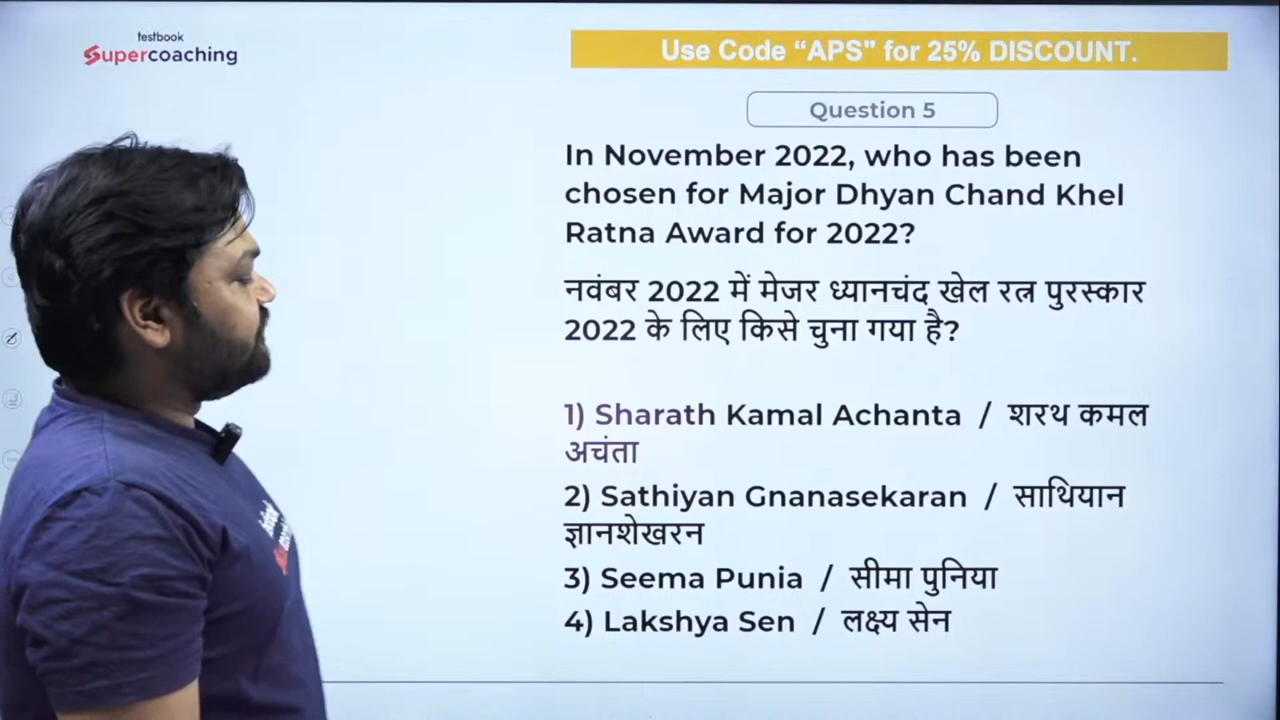 testbook
Supercoaching
Use Code “APS" for 25% DISCOUNT.
Question 5
In November 2022, who has been
chosen for Major Dhyan Chand Khel
Ratna Award for 2022?
नवंबर 2022 में मेजर ध्यानचंद खेल रत्न पुरस्कार
2022 के लिए किसे चुना गया है?
1) Sharath Kamal Achanta / शरथ कमल
अचंता
2) Sathiyan Gnanasekaran / साथियान
ज्ञानशेखरन
3) Seema Punia / सीमा पुनिया
4) Lakshya Sen / लक्ष्य सेन